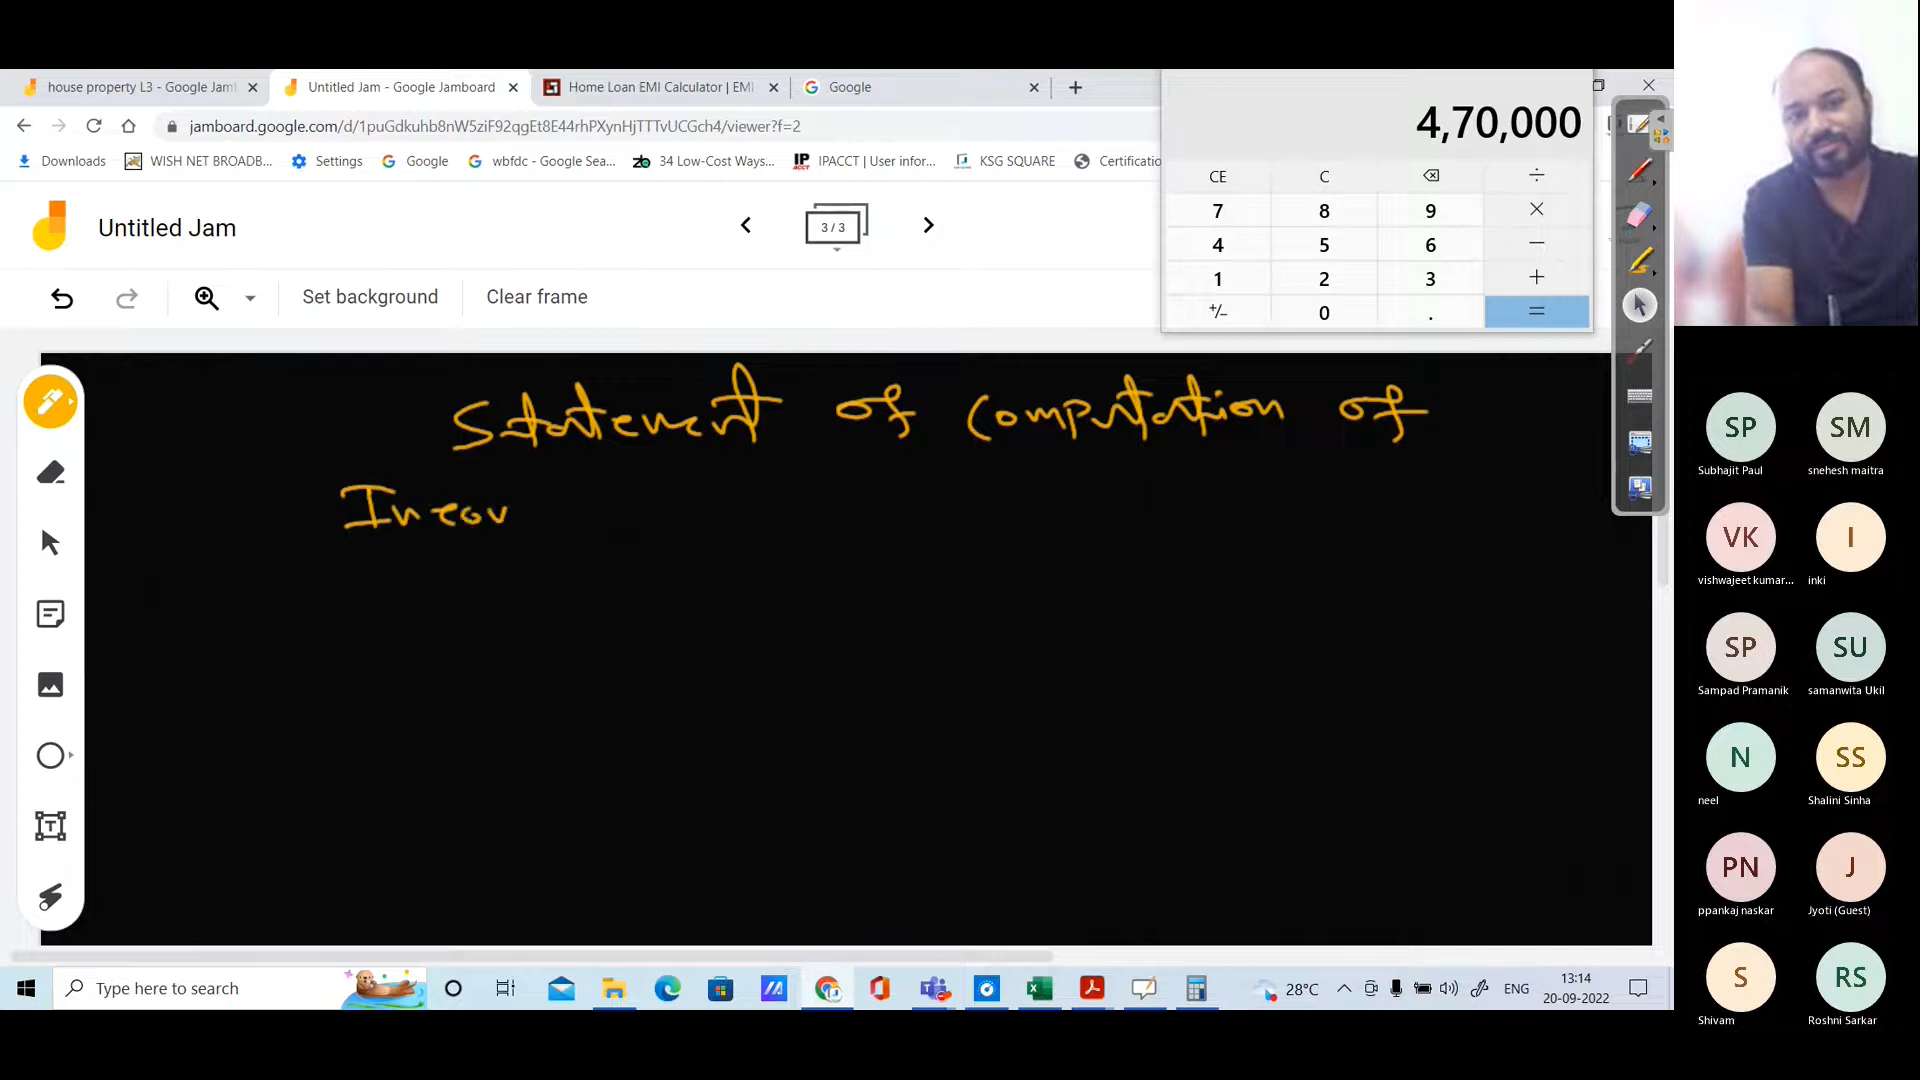 house property L3 - Google Jam
Untitled Jam - Google Jamboard
Home Loan EMI Calculator | EMI
Google
jamboard.google.com/d/1puGdkuhb8nW5ziF92qgEt8E44rhPXynHjTTTvUCGch4/viewer?f=2
Downloads WISH NET BROADB... Settings Google wbfdc - Google Sea... 34 Low-Cost Ways... IPACCT | User infor... KSG SQUARE Certificatio
4,70,000
CE C ÷
7 8 9 ×
4 5 6 −
1 2 3 +
+/- 0 . =
Untitled Jam
3 / 3
Set background Clear frame
Statement of Computation of
Incom
SP SM
Subhajit Paul snehesh maitra
VK I
vishwajeet kumar... inki
SP SU
Sampad Pramanik samanwita Ukil
N SS
neel Shalini Sinha
PN J
ppankaj naskar Jyoti (Guest)
S RS
Shivam Roshni Sarkar
Type here to search
28°C ENG
13:14
20-09-2022